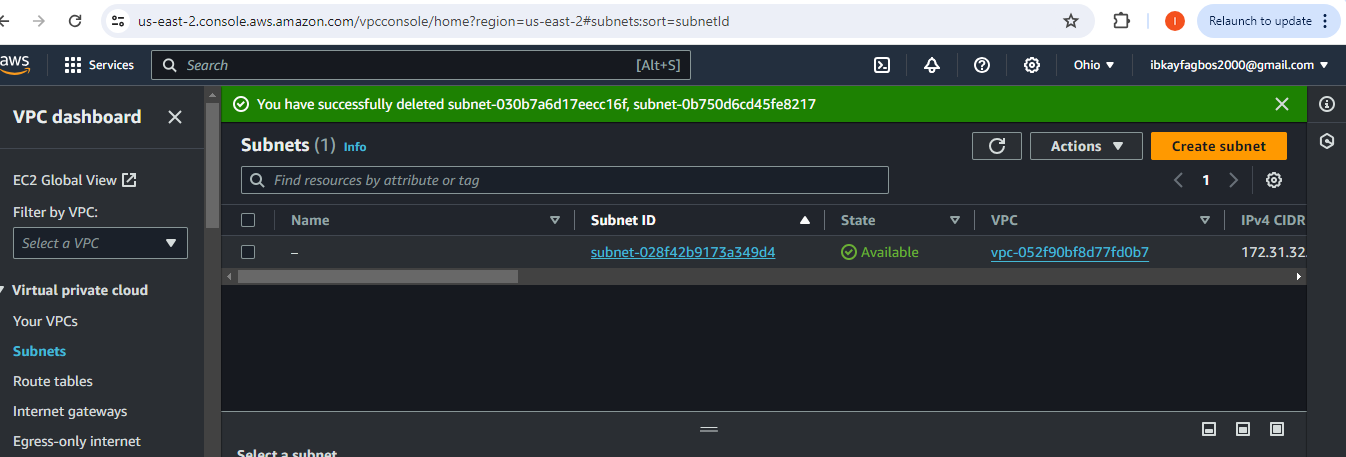 us-east-2.console.aws.amazon.com/vpcconsole/home?region=us-east-2#subnets:sort=subnetId
I
Relaunch to update
aws
Services
Search
[Alt+S]
Ohio
ibkayfagbos2000@gmail.com
VPC dashboard
You have successfully deleted subnet-030b7a6d17eecc16f, subnet-0b750d6cd45fe8217
Subnets (1) Info
Actions
Create subnet
EC2 Global View
Find resources by attribute or tag
1
Filter by VPC:
Select a VPC
Name
Subnet ID
State
VPC
IPv4 CIDR
–
subnet-028f42b9173a349d4
Available
vpc-052f90bf8d77fd0b7
172.31.32.
Virtual private cloud
Your VPCs
Subnets
Route tables
Internet gateways
Egress-only internet
Select a subnet